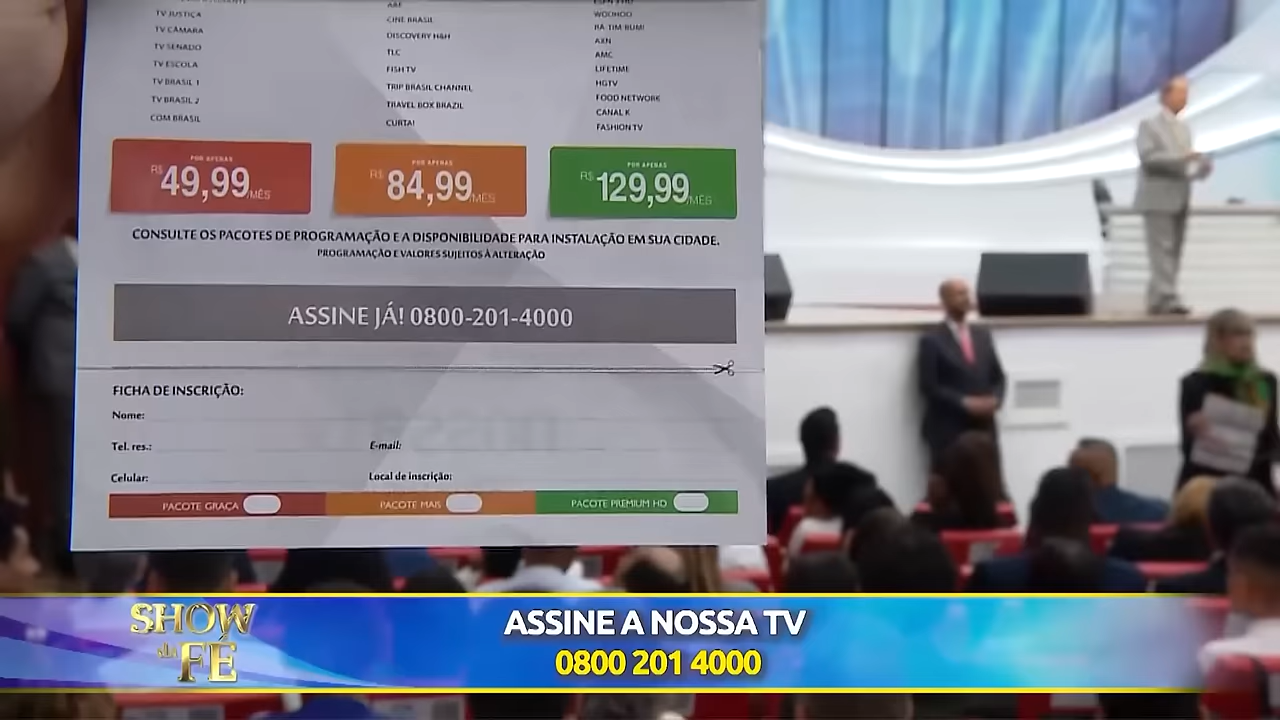 TV JUSTIÇA
TV CÂMARA
TV SENADO
TV ESCOLA
TV BRASIL 1
TV BRASIL 2
COM BRASIL
CINE BRASIL
DISCOVERY H&H
TLC
FISH TV
TRIP BRASIL CHANNEL
TRAVEL BOX BRAZIL
CURTA!
WOOHOO
RÁ-TIM-BUM!
AXN
AMC
LIFETIME
HGTV
FOOD NETWORK
CANAL K
FASHION TV
POR APENAS
R$ 49,99/MÊS
POR APENAS
R$ 84,99/MÊS
POR APENAS
R$ 129,99/MÊS
CONSULTE OS PACOTES DE PROGRAMAÇÃO E A DISPONIBILIDADE PARA INSTALAÇÃO EM SUA CIDADE.
PROGRAMAÇÃO E VALORES SUJEITOS À ALTERAÇÃO
ASSINE JÁ! 0800-201-4000
FICHA DE INSCRIÇÃO:
Nome:
Tel. res.: E-mail:
Celular: Local de inscrição:
PACOTE GRAÇA PACOTE MAIS PACOTE PREMIUM HD
SHOW da FÉ
ASSINE A NOSSA TV
0800 201 4000